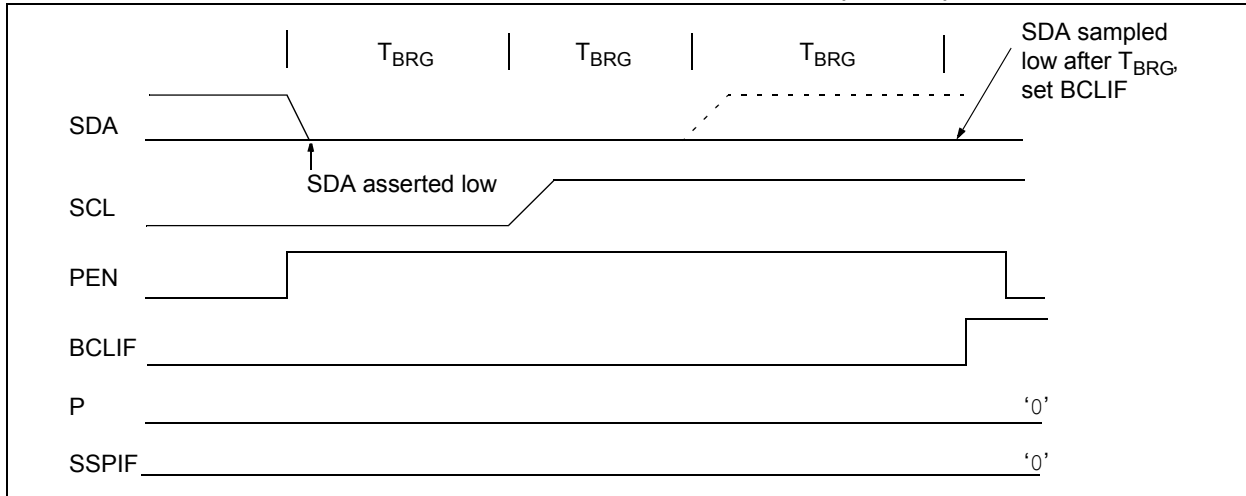 T_BRG T_BRG T_BRG
SDA sampled
low after T_BRG,
set BCLIF
SDA
SDA asserted low
SCL
PEN
BCLIF
P '0'
SSPIF '0'